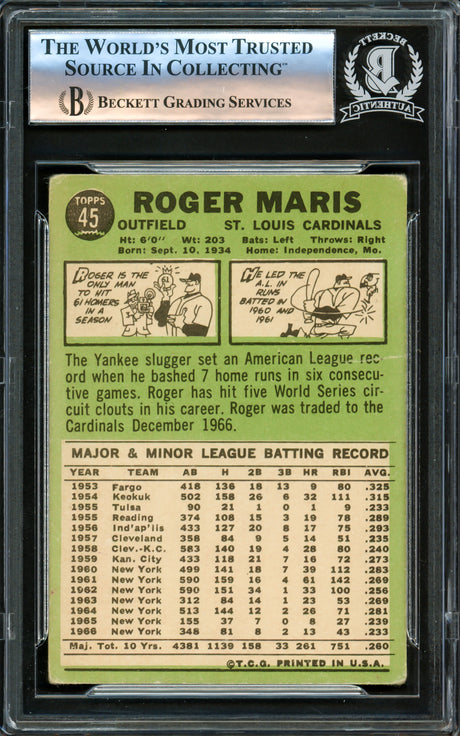 THE WORLD'S MOST TRUSTED
SOURCE IN COLLECTING™
B BECKETT GRADING SERVICES
BECKETT
B
AUTHENTIC
TOPPS
45
ROGER MARIS
OUTFIELD ST. LOUIS CARDINALS
Ht: 6'0" Wt: 203 Bats: Left Throws: Right
Born: Sept. 10, 1934 Home: Independence, Mo.
ROGER IS THE
ONLY MAN
TO HIT
61 HOMERS
IN A
SEASON
HE LED THE
A.L. IN
RUNS
BATTED IN
1960 AND
1961
The Yankee slugger set an American League rec-
ord when he bashed 7 home runs in six consecu-
tive games. Roger has hit five World Series cir-
cuit clouts in his career. Roger was traded to the
Cardinals December 1966.
MAJOR & MINOR LEAGUE BATTING RECORD
YEAR TEAM AB H 2B 3B HR RBI AVG.
1953 Fargo 418 136 18 13 9 80 .325
1954 Keokuk 502 158 26 6 32 111 .315
1955 Tulsa 90 21 1 0 1 9 .233
1955 Reading 374 108 15 3 19 78 .289
1956 Ind'ap'lis 433 127 20 8 17 75 .293
1957 Cleveland 358 84 9 5 14 51 .235
1958 Clev.-K.C. 583 140 19 4 28 80 .240
1959 Kan. City 433 118 21 7 16 72 .273
1960 New York 499 141 18 7 39 112 .283
1961 New York 590 159 16 4 61 142 .269
1962 New York 590 151 34 1 33 100 .256
1963 New York 312 84 14 1 23 53 .269
1964 New York 513 144 12 2 26 71 .281
1965 New York 155 37 7 0 8 27 .239
1966 New York 348 81 8 2 13 43 .233
Maj. Tot. 10 Yrs. 4381 1139 158 33 261 751 .260
©T.C.G. PRINTED IN U.S.A.